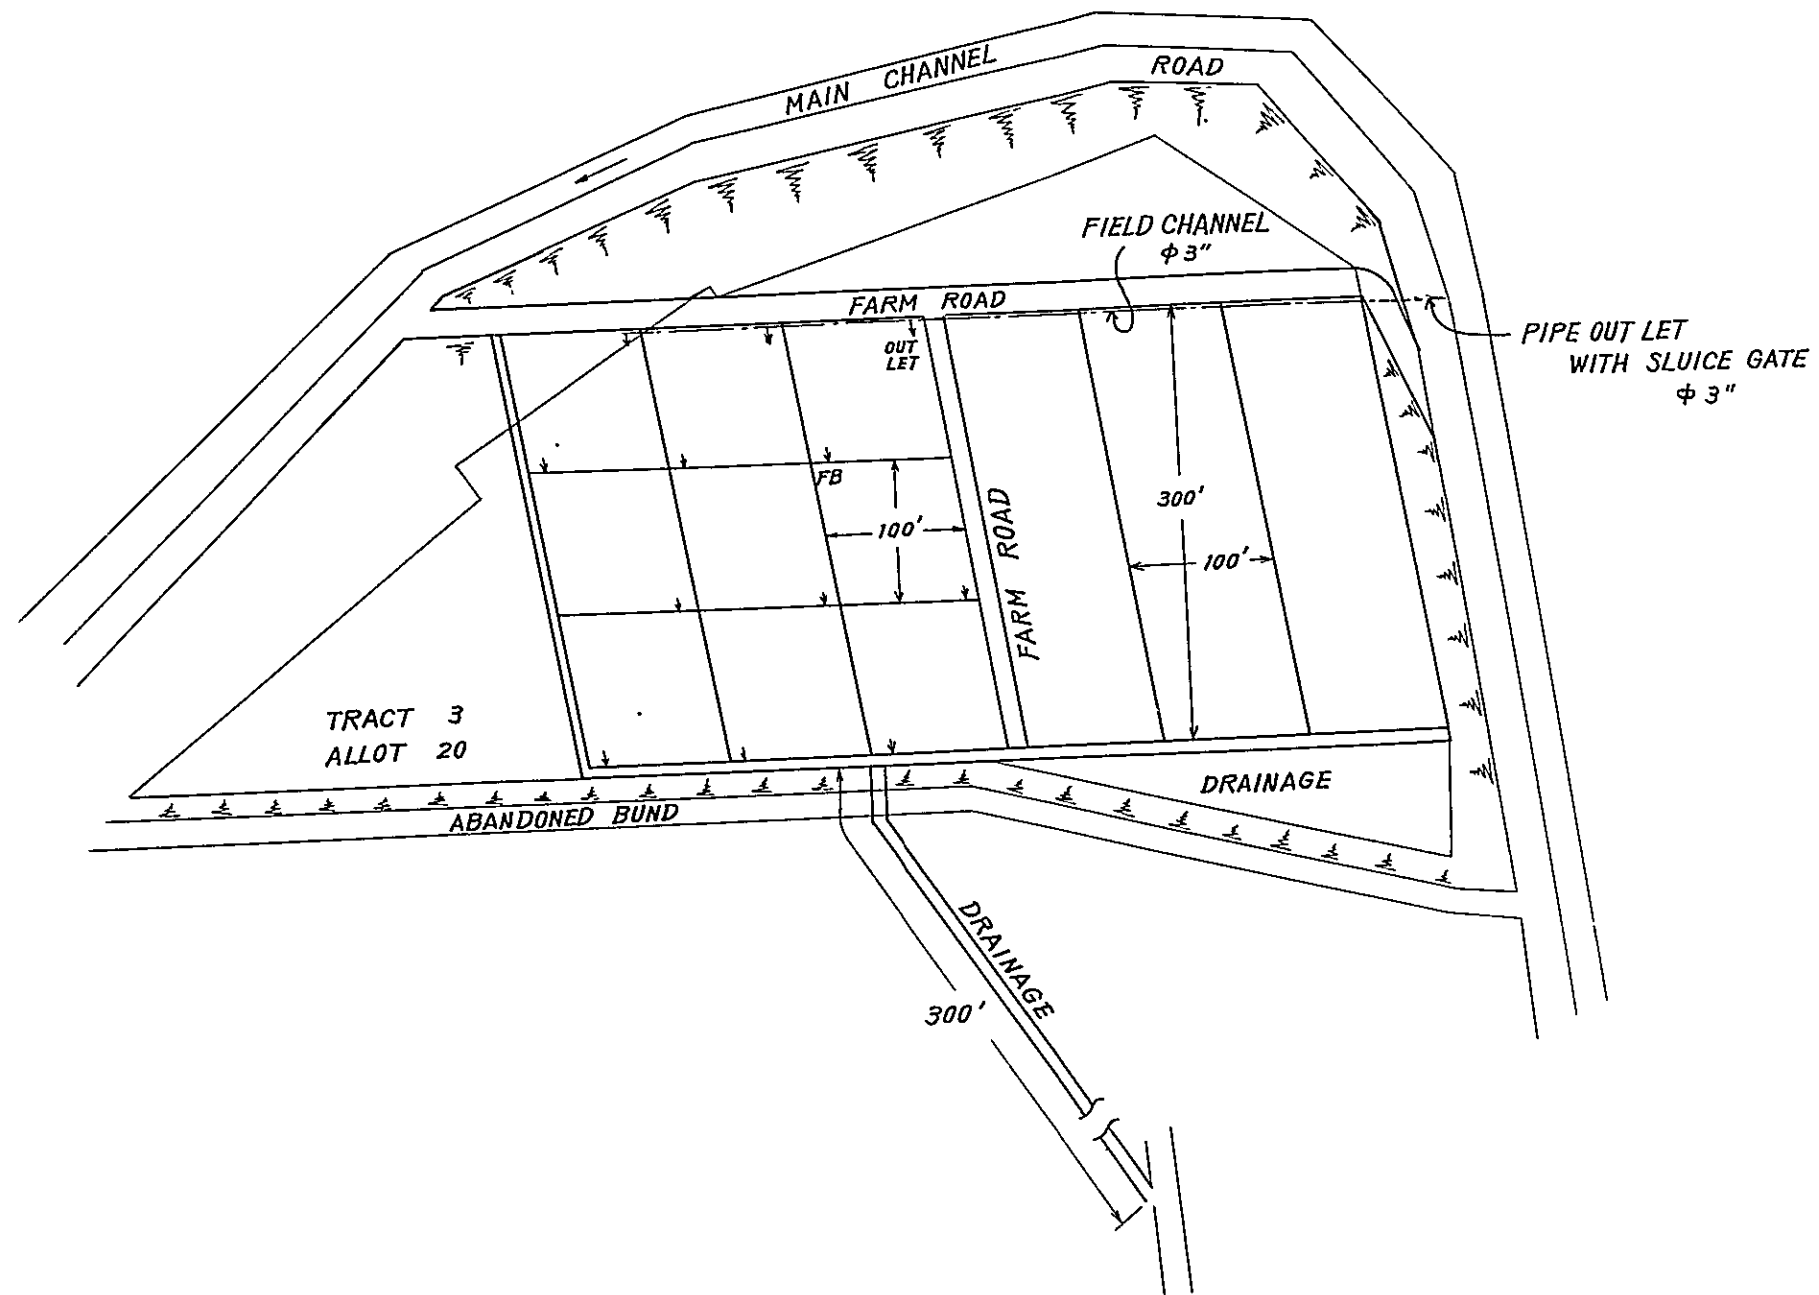 MAIN CHANNEL
ROAD
FIELD CHANNEL
φ 3"
FARM ROAD
OUT
LET
PIPE OUT LET
WITH SLUICE GATE
φ 3"
FB
100'
FARM ROAD
300'
100'
TRACT 3
ALLOT 20
DRAINAGE
ABANDONED BUND
DRAINAGE
300'